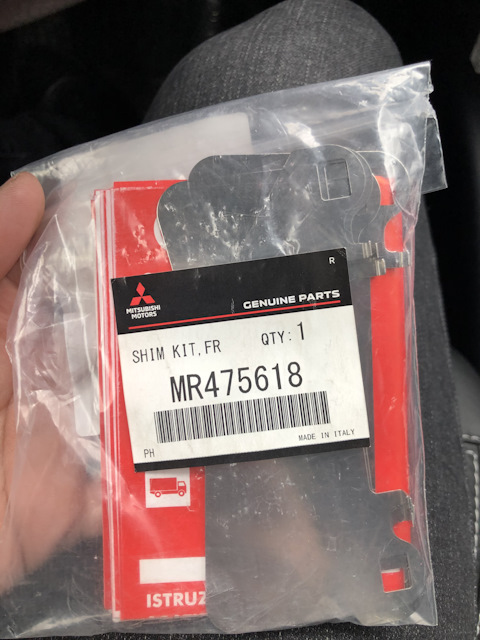 R
MITSUBISHI
MOTORS
GENUINE PARTS
SHIM KIT,FR QTY: 1
MR475618
PH MADE IN ITALY
ISTRUZ